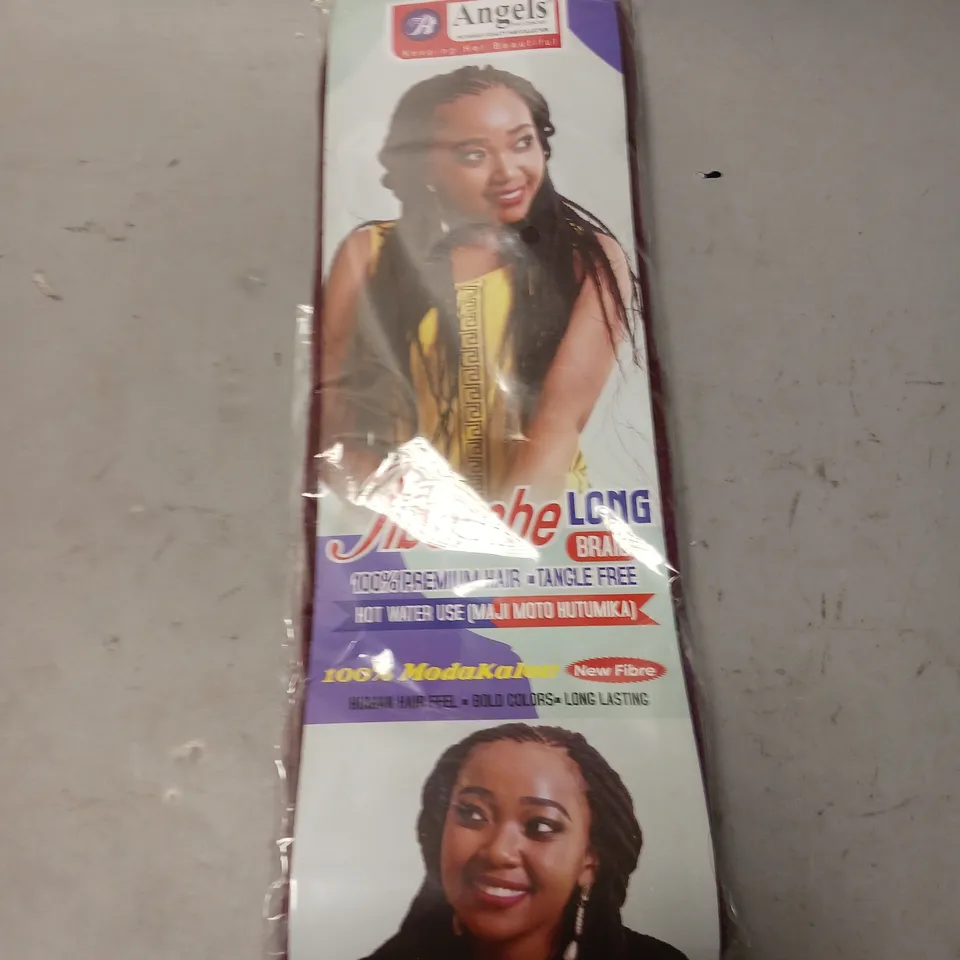 Angels
Keeping Her Beautiful
LONG
100% PREMIUM HAIR ▪ TANGLE FREE
HOT WATER USE (MAJI MOTO HUTUMIKA)
100% ModaKalon New Fibre
HUMAN HAIR FEEL ▪ BOLD COLORS ▪ LONG LASTING